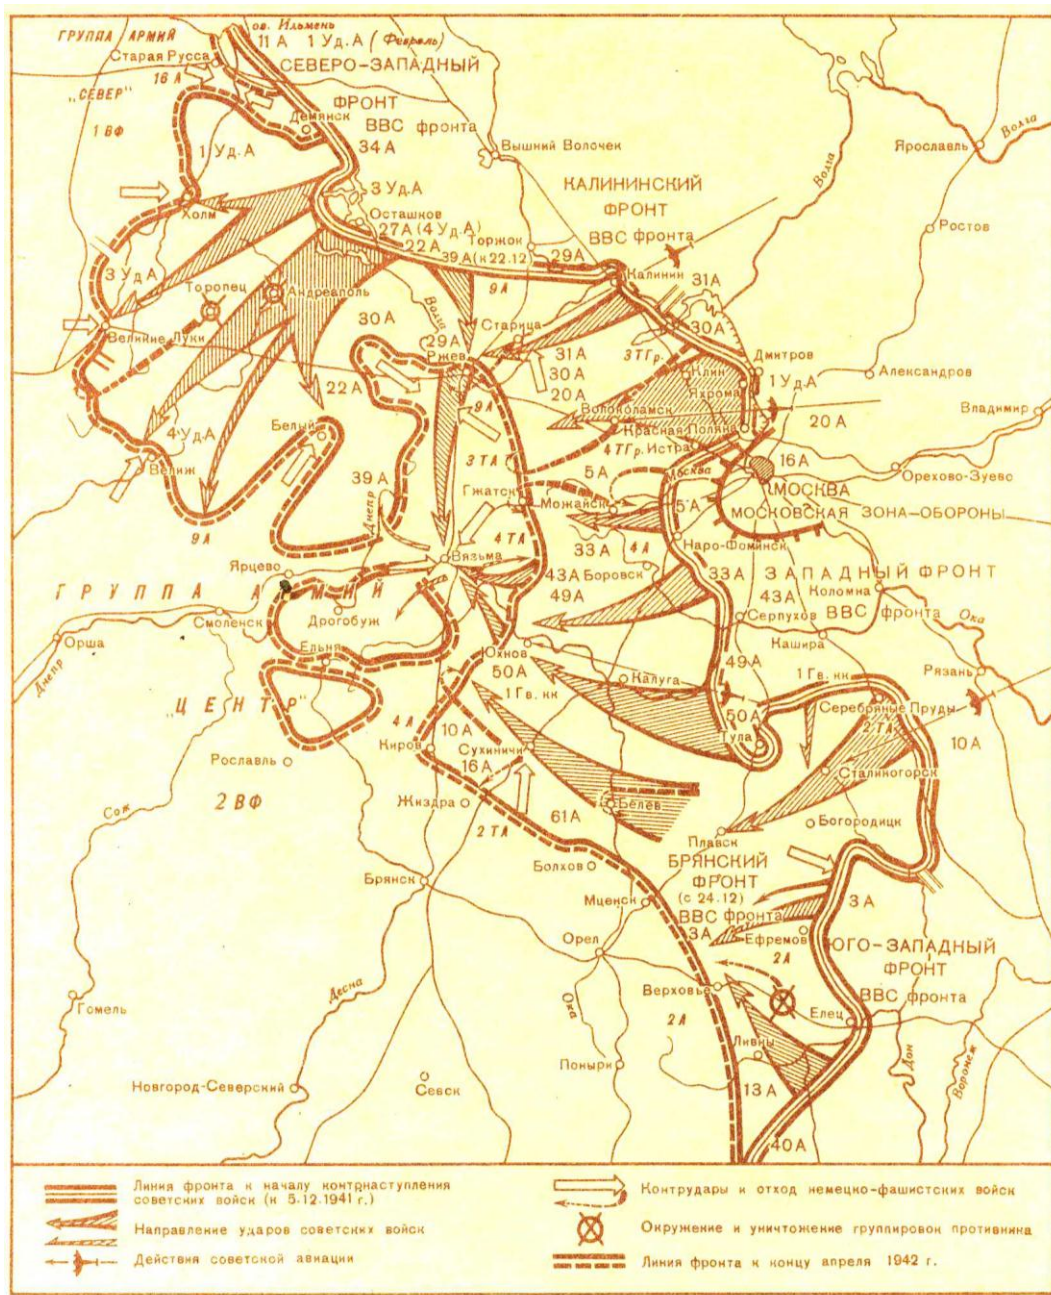 ГРУППА АРМИЙ
оз. Ильмень
11 А 1 Уд. А (Февраль)
Старая Русса
СЕВЕРО-ЗАПАДНЫЙ
16 А
"СЕВЕР"
ФРОНТ
Демянск
ВВС фронта
1 ВФ
Волга
Волга
Ярославль
34 А
Вышний Волочек
1 Уд. А
3 Уд. А
КАЛИНИНСКИЙ
ФРОНТ
Холм
Осташков
27А (4 Уд. А)
ВВС фронта
Ростов
22 А
Торжок
39 А (к 22.12)
29А
Калинин
3 Уд А
9 А
31А
Торопец
Андреаполь
Волга
30 А
30 А
Великие Луки
Старица
29 А
Ржев
31 А
3 ТГр.
Дмитров
30 А
Клин
1 Уд. А
Александров
22 А
20 А
Яхрома
9 А
Волоколамск
20 А
Владимир
Красная Поляна
4 Уд. А
Белый
4 ТГр.
Истра
Велиж
3 ТА
5 А
Москва
16 А
Орехово-Зуево
39 А
Гжатск
МОСКВА
Днепр
Можайск
5 А
МОСКОВСКАЯ ЗОНА-ОБОРОНЫ
9 А
4 ТА
33 А
4 А
Наро-Фоминск
Ярцево
Вязьма
43 А
Боровск
33 А
ЗАПАДНЫЙ ФРОНТ
ГРУППА АРМИЙ
49 А
43 А
Коломна
ВВС фронта
Смоленск
Дорогобуж
Серпухов
Ока
Орша
Кашира
Днепр
Ельня
Юхнов
49 А
Рязань
50 А
Калуга
1 Гв. кк
1 Гв. кк
"ЦЕНТР"
50 А
Серебряные Пруды
4 А
10 А
2 ТА
Киров
Сухиничи
Тула
10 А
Рославль
16 А
Сталиногорск
Сож
2 ВФ
Жиздра
61 А
Белев
Богородицк
2 ТА
Плавск
Болхов
БРЯНСКИЙ
ФРОНТ
Брянск
(с 24.12)
Мценск
3 А
ВВС фронта
3А
Ефремов
ЮГО-ЗАПАДНЫЙ
Орел
2 А
ФРОНТ
Десна
Верховье
ВВС фронта
Гомель
Ока
2 А
Елец
Ливны
Дон
Воронеж
Поныри
Новгород-Северский
Севск
13 А
40 А
Линия фронта к началу контрнаступления
советских войск (к 5.12.1941 г.)
Направление ударов советских войск
Действия советской авиации
Контрудары и отход немецко-фашистских войск
Окружение и уничтожение группировок противника
Линия фронта к концу апреля 1942 г.